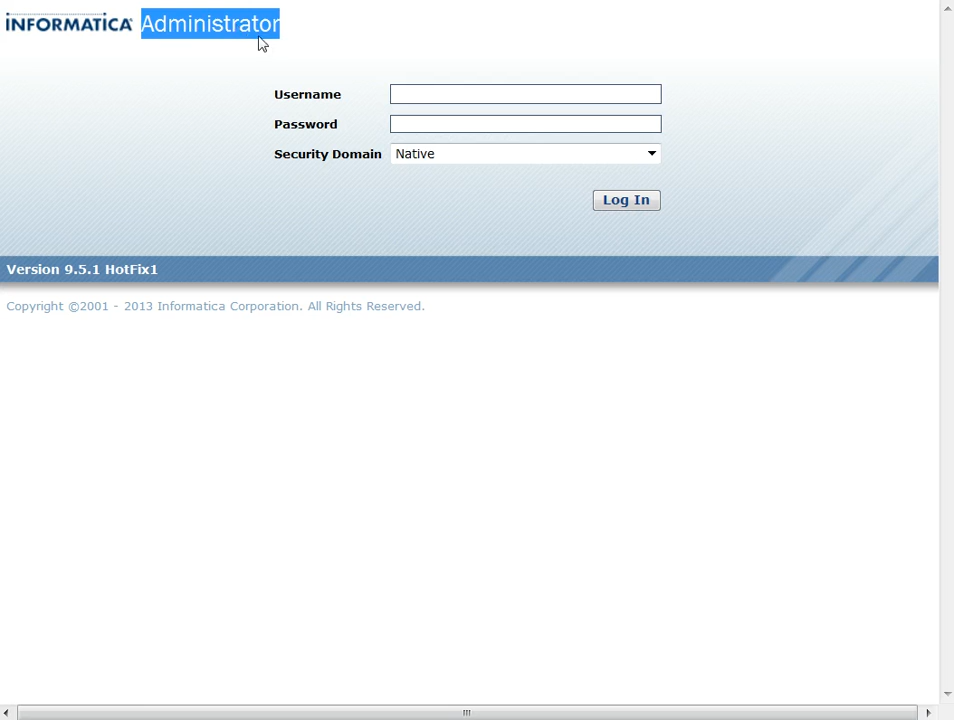 INFORMATICA Administrator
Username
Password
Security Domain Native
Log In
Version 9.5.1 HotFix1
Copyright ©2001 - 2013 Informatica Corporation. All Rights Reserved.